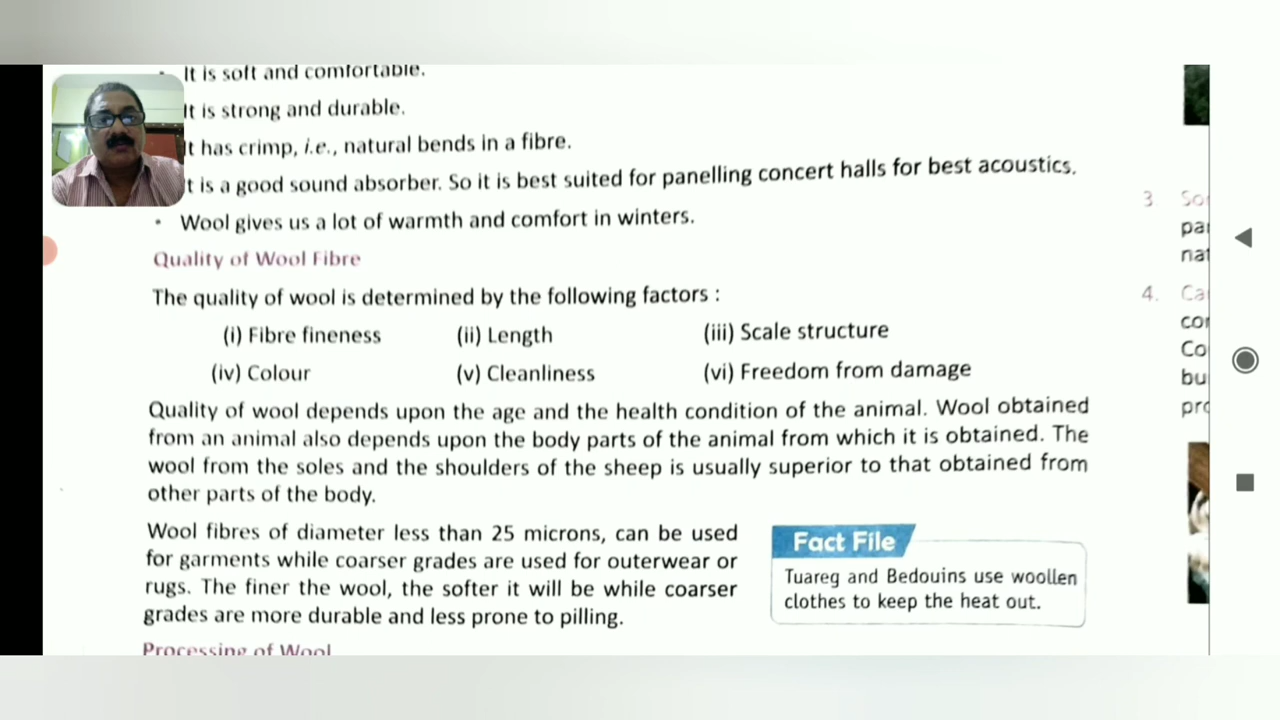 It is soft and comfortable.
It is strong and durable.
It has crimp, i.e., natural bends in a fibre.
t is a good sound absorber. So it is best suited for panelling concert halls for best acoustics.
• Wool gives us a lot of warmth and comfort in winters.
Quality of Wool Fibre
The quality of wool is determined by the following factors :
(i) Fibre fineness (ii) Length (iii) Scale structure
(iv) Colour (v) Cleanliness (vi) Freedom from damage
Quality of wool depends upon the age and the health condition of the animal. Wool obtained
from an animal also depends upon the body parts of the animal from which it is obtained. The
wool from the soles and the shoulders of the sheep is usually superior to that obtained from
other parts of the body.
Wool fibres of diameter less than 25 microns, can be used
for garments while coarser grades are used for outerwear or
rugs. The finer the wool, the softer it will be while coarser
grades are more durable and less prone to pilling.
Fact File
Tuareg and Bedouins use woollen
clothes to keep the heat out.
Processing of Wool
3.
4.